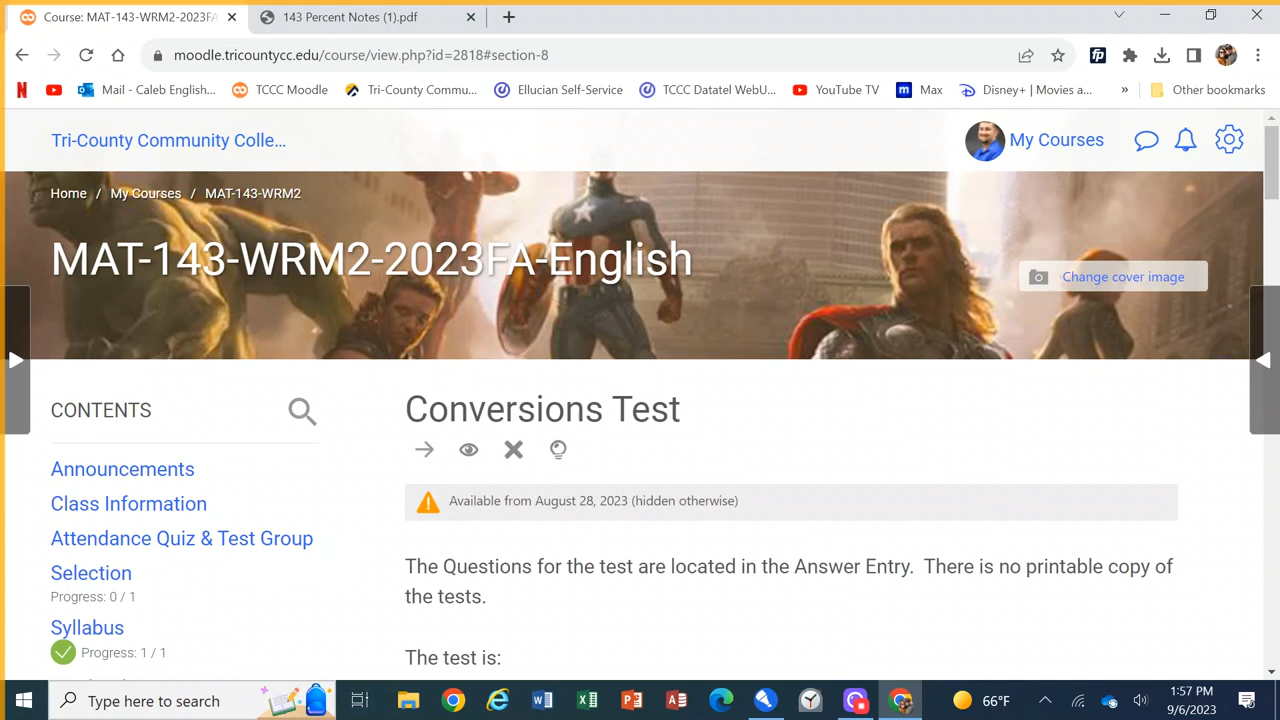 Course: MAT-143-WRM2-2023FA
143 Percent Notes (1).pdf
moodle.tricountycc.edu/course/view.php?id=2818#section-8
Mail - Caleb English...
TCCC Moodle
Tri-County Commu...
Ellucian Self-Service
TCCC Datatel WebU...
YouTube TV
Max
Disney+ | Movies a...
»
Other bookmarks
Tri-County Community Colle...
My Courses
Home / My Courses / MAT-143-WRM2
MAT-143-WRM2-2023FA-English
Change cover image
CONTENTS
Announcements
Class Information
Attendance Quiz & Test Group
Selection
Progress: 0 / 1
Syllabus
Progress: 1 / 1
Conversions Test
Available from August 28, 2023 (hidden otherwise)
The Questions for the test are located in the Answer Entry. There is no printable copy of
the tests.
The test is:
Type here to search
66°F
1:57 PM
9/6/2023